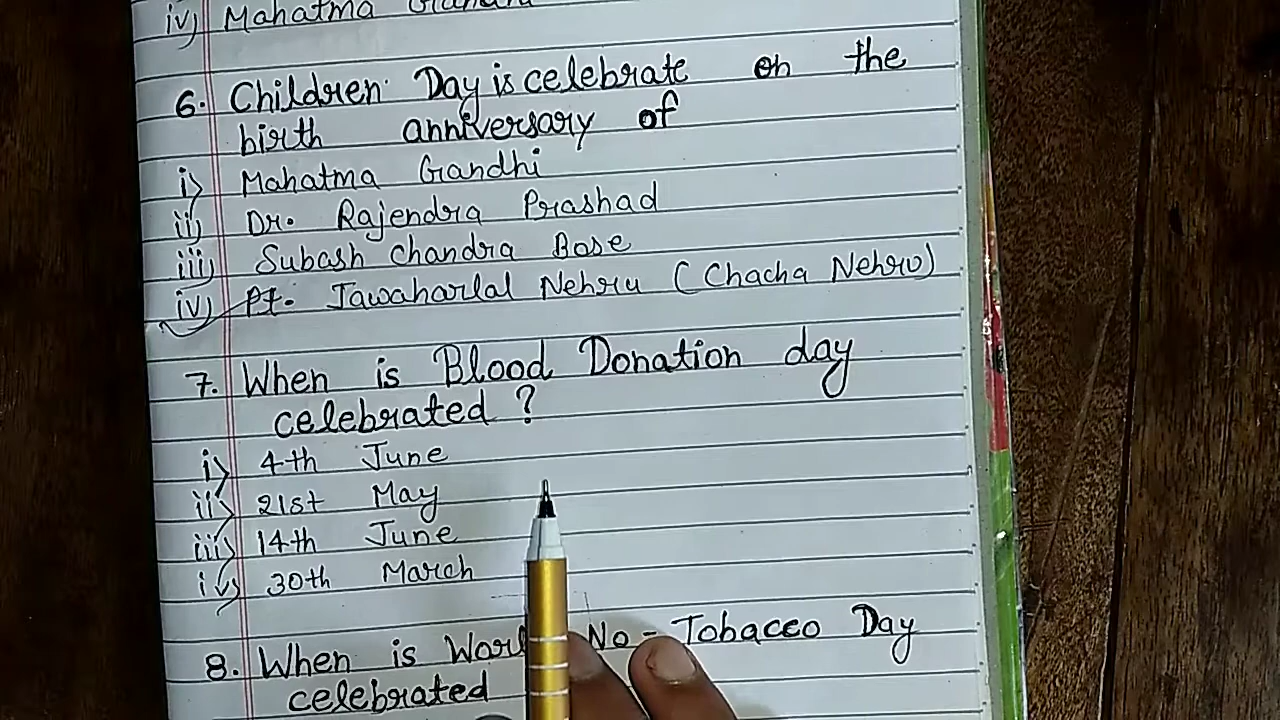 iv) Mahatma Gandhi
6. Children Day is celebrate on the
birth anniversary of
i) Mahatma Gandhi
ii) Dr. Rajendra Prashad
iii) Subash Chandra Bose
iv) Pt. Jawaharlal Nehru (Chacha Nehru)
7. When is Blood Donation day
celebrated ?
i) 4th June
ii) 21st May
iii) 14th June
iv) 30th March
8. When is No-Tobacco Day
celebrated